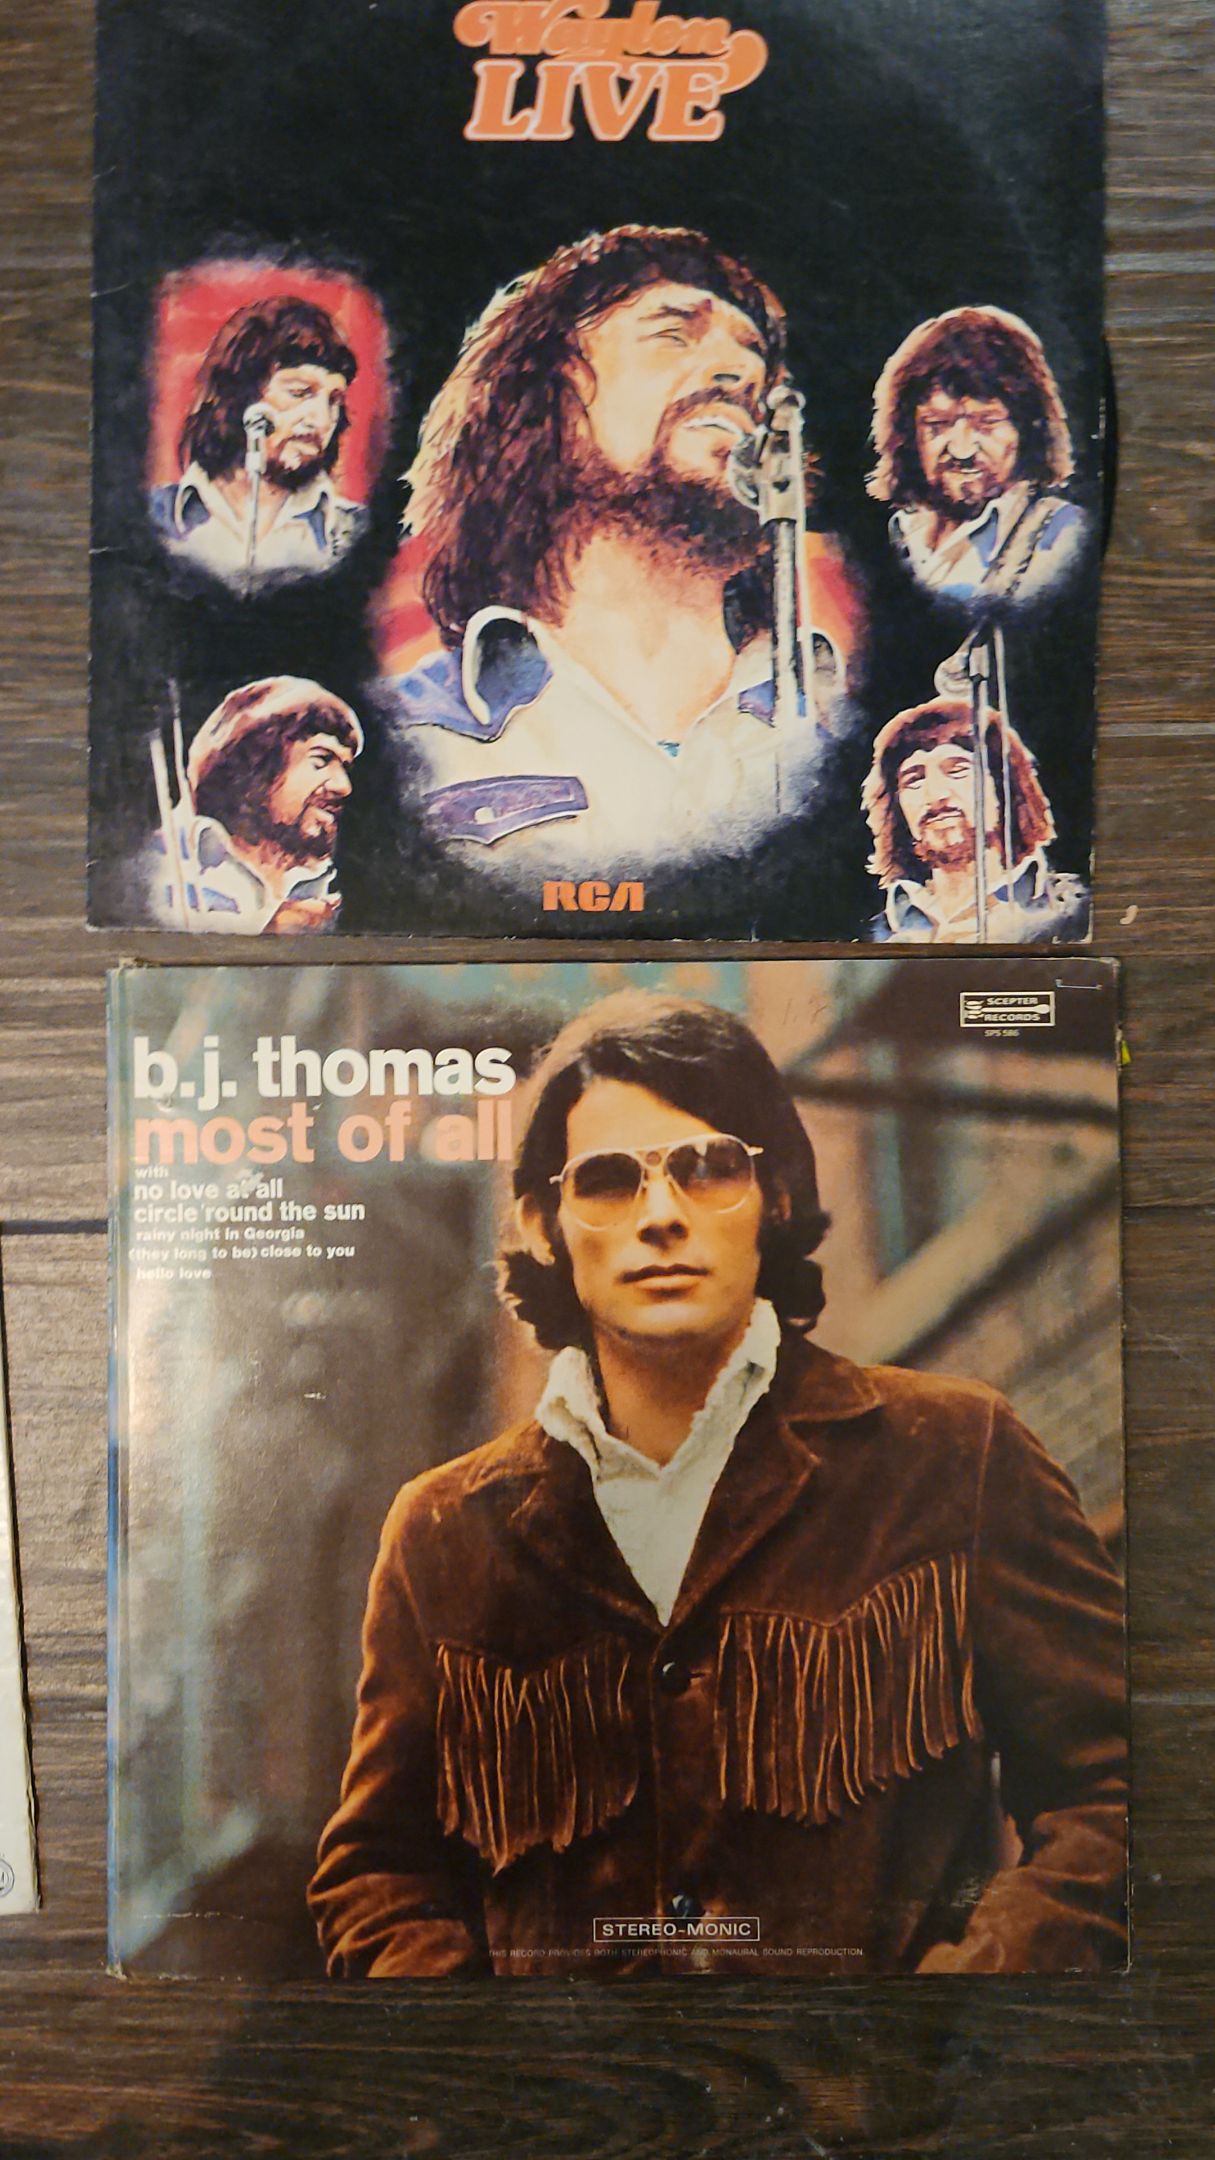 Waylon
LIVE
RCA
SCEPTER
RECORDS
SPS 586
b.j. thomas
most of all
with
no love at all
circle 'round the sun
rainy night in Georgia
(they long to be) close to you
hello love
STEREO-MONIC
THIS RECORD PROVIDES BOTH STEREOPHONIC AND MONAURAL SOUND REPRODUCTION